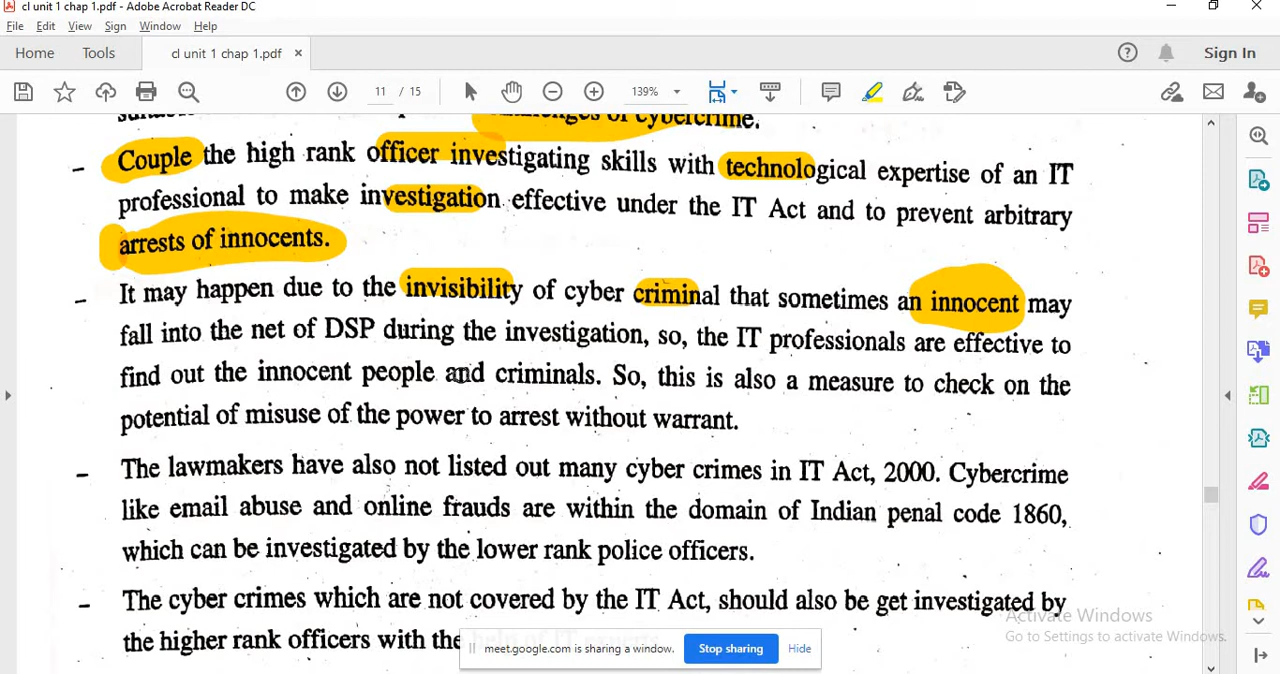 cl unit 1 chap 1.pdf - Adobe Acrobat Reader DC
File Edit View Sign Window Help
Home Tools cl unit 1 chap 1.pdf × Sign In
11 / 15 139%
challenges of cybercrime.
- Couple the high rank officer investigating skills with technological expertise of an IT
professional to make investigation effective under the IT Act and to prevent arbitrary
arrests of innocents.
- It may happen due to the invisibility of cyber criminal that sometimes an innocent may
fall into the net of DSP during the investigation, so, the IT professionals are effective to
find out the innocent people and criminals. So, this is also a measure to check on the
potential of misuse of the power to arrest without warrant.
- The lawmakers have also not listed out many cyber crimes in IT Act, 2000. Cybercrime
like email abuse and online frauds are within the domain of Indian penal code 1860,
which can be investigated by the lower rank police officers.
- The cyber crimes which are not covered by the IT Act, should also be get investigated by
the higher rank officers with the help of IT experts.
Activate Windows
Go to Settings to activate Windows.
meet.google.com is sharing a window. Stop sharing Hide